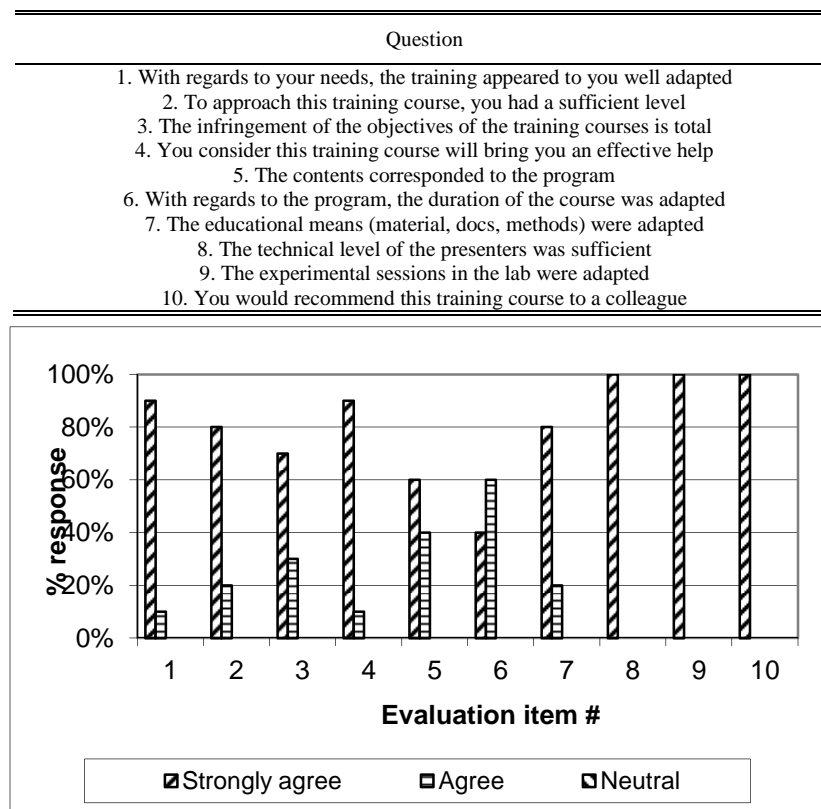 Question
1. With regards to your needs, the training appeared to you well adapted
2. To approach this training course, you had a sufficient level
3. The infringement of the objectives of the training courses is total
4. You consider this training course will bring you an effective help
5. The contents corresponded to the program
6. With regards to the program, the duration of the course was adapted
7. The educational means (material, docs, methods) were adapted
8. The technical level of the presenters was sufficient
9. The experimental sessions in the lab were adapted
10. You would recommend this training course to a colleague
100%
80%
60%
40%
20%
0%
% response
1 2 3 4 5 6 7 8 9 10
Evaluation item #
Strongly agree Agree Neutral